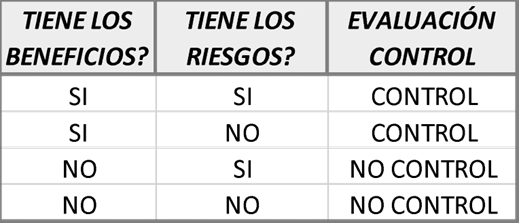 TIENE LOS BENEFICIOS? TIENE LOS RIESGOS? EVALUACIÓN CONTROL
SI SI CONTROL
SI NO CONTROL
NO SI NO CONTROL
NO NO NO CONTROL